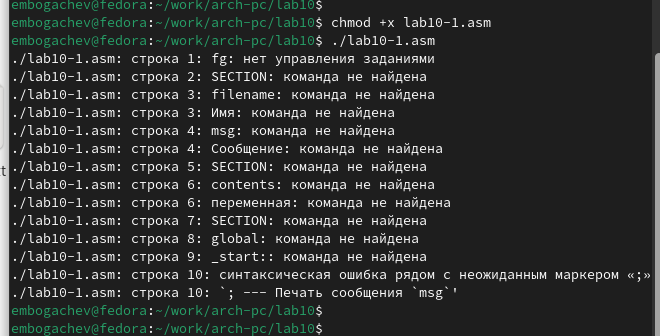 embogachev@fedora:~/work/arch-pc/lab10$
embogachev@fedora:~/work/arch-pc/lab10$ chmod +x lab10-1.asm
embogachev@fedora:~/work/arch-pc/lab10$ ./lab10-1.asm
./lab10-1.asm: строка 1: fg: нет управления заданиями
./lab10-1.asm: строка 2: SECTION: команда не найдена
./lab10-1.asm: строка 3: filename: команда не найдена
./lab10-1.asm: строка 3: Имя: команда не найдена
./lab10-1.asm: строка 4: msg: команда не найдена
./lab10-1.asm: строка 4: Сообщение: команда не найдена
./lab10-1.asm: строка 5: SECTION: команда не найдена
./lab10-1.asm: строка 6: contents: команда не найдена
./lab10-1.asm: строка 6: переменная: команда не найдена
./lab10-1.asm: строка 7: SECTION: команда не найдена
./lab10-1.asm: строка 8: global: команда не найдена
./lab10-1.asm: строка 9: _start:: команда не найдена
./lab10-1.asm: строка 10: синтаксическая ошибка рядом с неожиданным маркером «;»
./lab10-1.asm: строка 10: `; --- Печать сообщения `msg`'
embogachev@fedora:~/work/arch-pc/lab10$
embogachev@fedora:~/work/arch-pc/lab10$